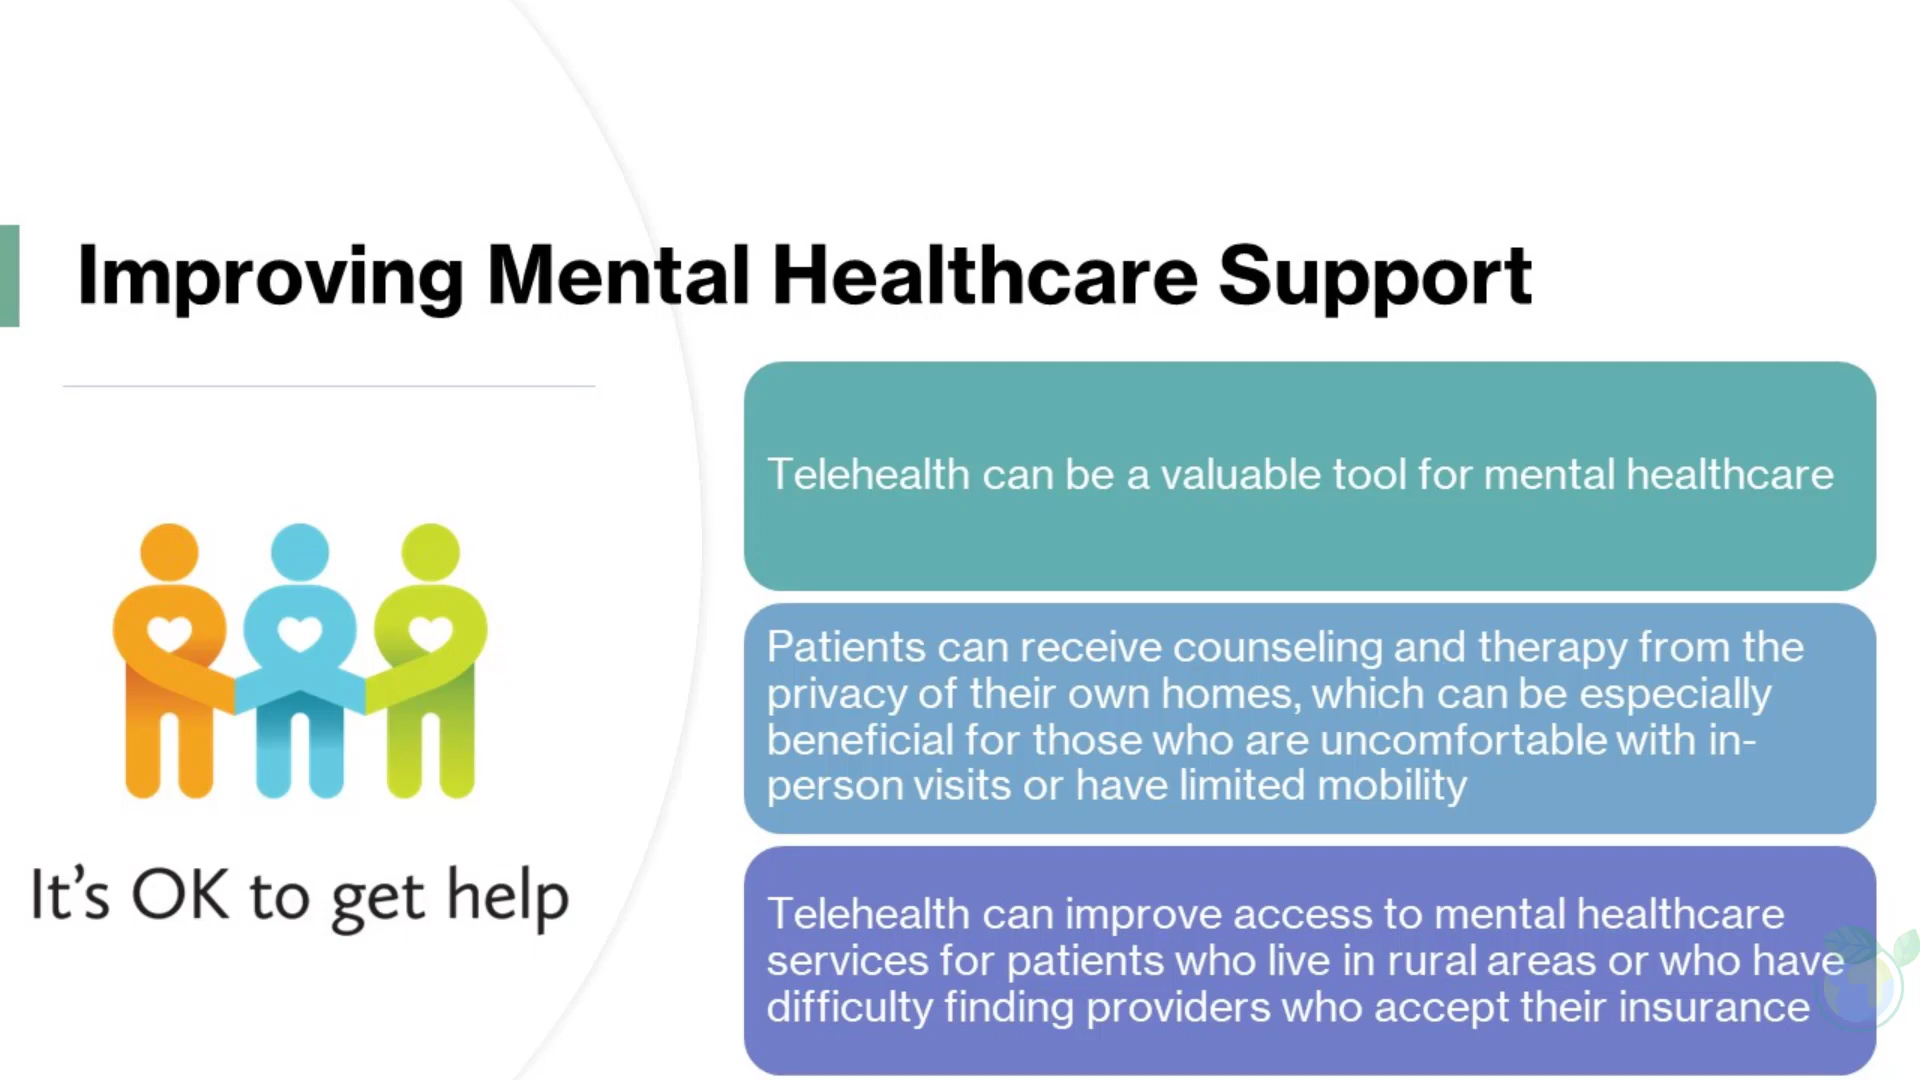 Improving Mental Healthcare Support
It's OK to get help
Telehealth can be a valuable tool for mental healthcare
Patients can receive counseling and therapy from the
privacy of their own homes, which can be especially
beneficial for those who are uncomfortable with in-
person visits or have limited mobility
Telehealth can improve access to mental healthcare
services for patients who live in rural areas or who have
difficulty finding providers who accept their insurance